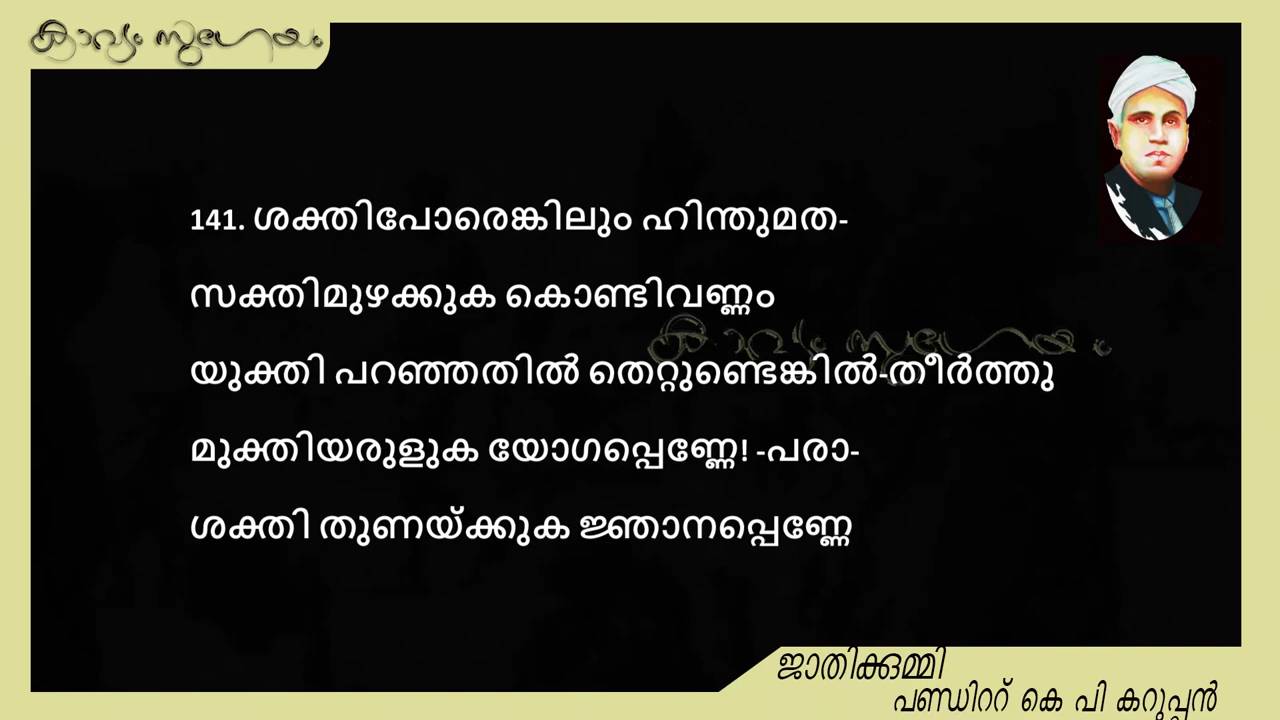 കാവ്യം സുഗേയം
141. ശക്തിപോരെങ്കിലും ഹിന്തുമത-
സക്തിമുഴക്കുക കൊണ്ടിവണ്ണം
കാവ്യം സുഗേയം
യുക്തി പറഞ്ഞതിൽ തെറ്റുണ്ടെങ്കിൽ-തീർത്തു
മുക്തിയരുളുക യോഗപ്പെണ്ണേ! -പരാ-
ശക്തി തുണയ്ക്കുക ജ്ഞാനപ്പെണ്ണേ
ജാതിക്കുമ്മി
പണ്ഡിററ് കെ പി കറുപ്പൻ